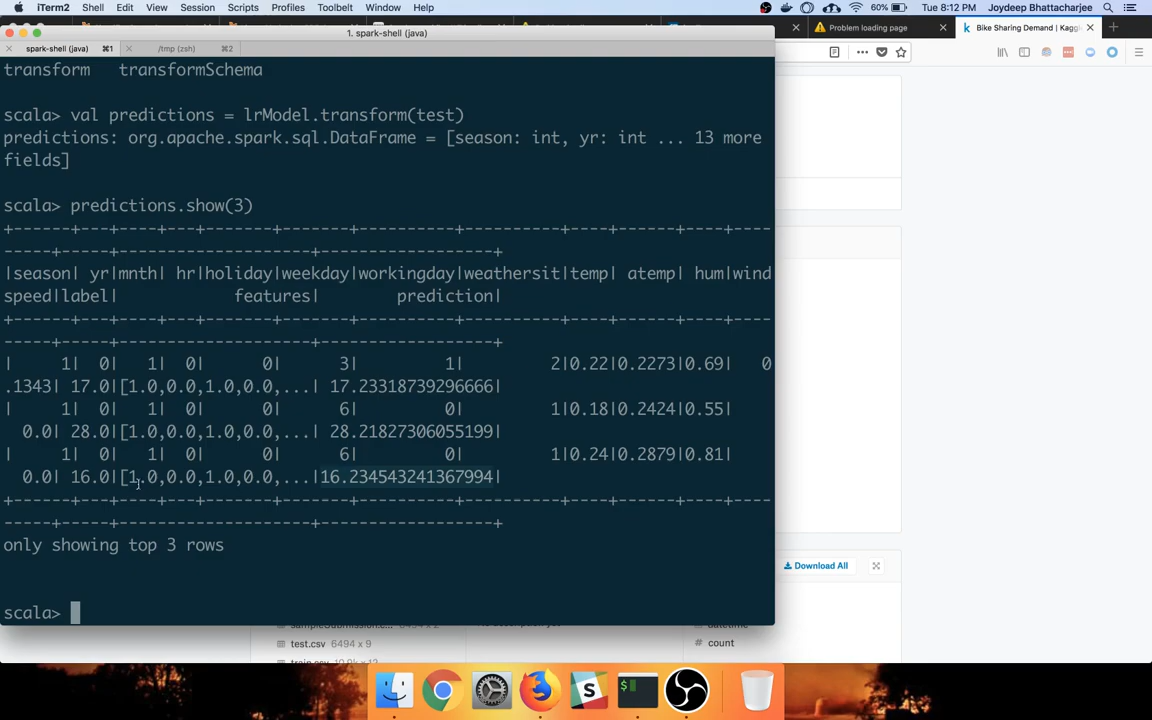 iTerm2 Shell Edit View Session Scripts Profiles Toolbelt Window Help 60% Tue 8:12 PM Joydeep Bhattacharjee
1. spark-shell (java)
spark-shell (java) ⌘1 /tmp (zsh) ⌘2
Problem loading page
k Bike Sharing Demand | Kagg
transform transformSchema
scala> val predictions = lrModel.transform(test)
predictions: org.apache.spark.sql.DataFrame = [season: int, yr: int ... 13 more
fields]
scala> predictions.show(3)
+------+---+----+---+-------+-------+----------+----------+----+------+----+----
-----+-----+--------------------+------------------+
|season| yr|mnth| hr|holiday|weekday|workingday|weathersit|temp| atemp| hum|wind
speed|label| features| prediction|
+------+---+----+---+-------+-------+----------+----------+----+------+----+----
-----+-----+--------------------+------------------+
| 1| 0| 1| 0| 0| 3| 1| 2|0.22|0.2273|0.69| 0
.1343| 17.0|[1.0,0.0,1.0,0.0,...| 17.23318739296666|
| 1| 0| 1| 0| 0| 6| 0| 1|0.18|0.2424|0.55|
0.0| 28.0|[1.0,0.0,1.0,0.0,...| 28.21827306055199|
| 1| 0| 1| 0| 0| 6| 0| 1|0.24|0.2879|0.81|
0.0| 16.0|[1.0,0.0,1.0,0.0,...|16.234543241367994|
+------+---+----+---+-------+-------+----------+----------+----+------+----+----
-----+-----+--------------------+------------------+
only showing top 3 rows
scala>
Download All
test.csv 6494 x 9
# count